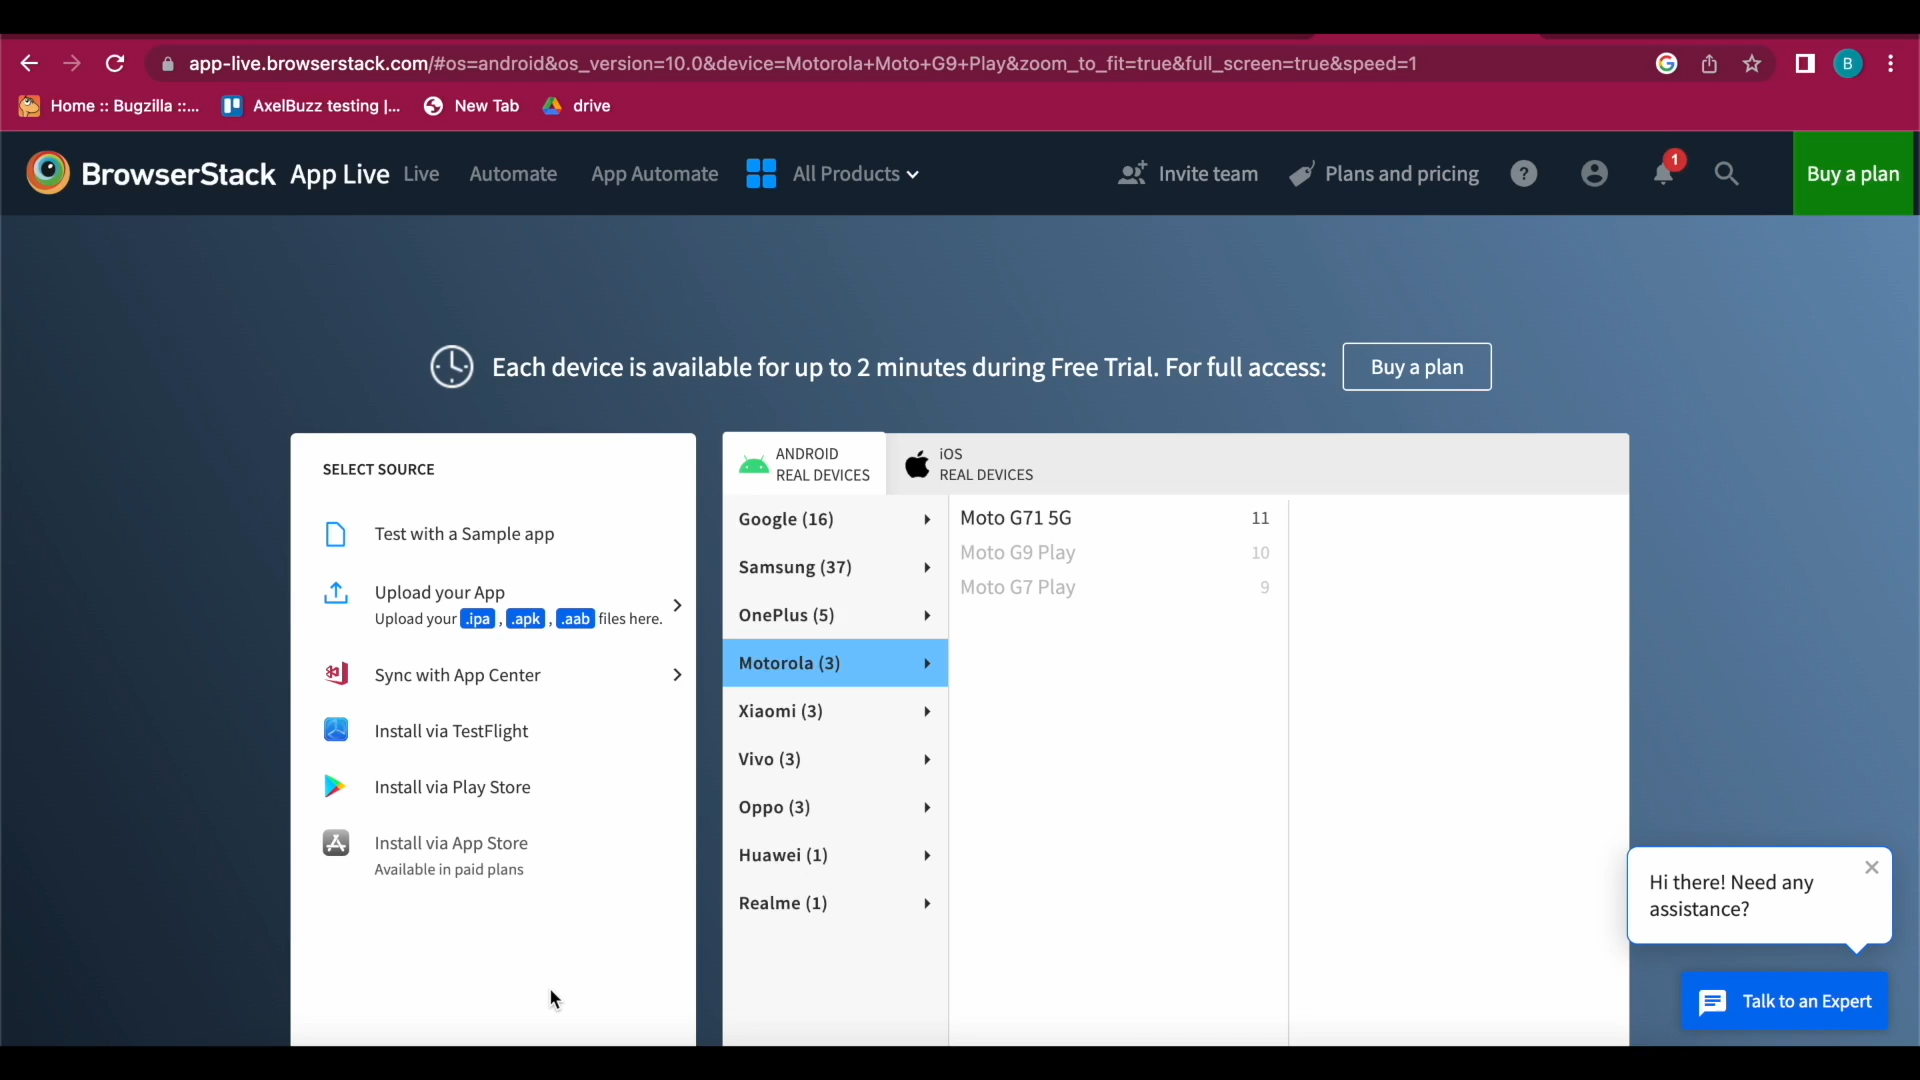 app-live.browserstack.com/#os=android&os_version=10.0&device=Motorola+Moto+G9+Play&zoom_to_fit=true&full_screen=true&speed=1
B
Home :: Bugzilla ::...
AxelBuzz testing |...
New Tab
drive
BrowserStack
App Live
Live
Automate
App Automate
All Products
Invite team
Plans and pricing
?
1
Buy a plan
Each device is available for up to 2 minutes during Free Trial. For full access:
Buy a plan
SELECT SOURCE
Test with a Sample app
Upload your App
Upload your .ipa , .apk , .aab files here.
Sync with App Center
Install via TestFlight
Install via Play Store
Install via App Store
Available in paid plans
ANDROID
REAL DEVICES
iOS
REAL DEVICES
Google (16)
Samsung (37)
OnePlus (5)
Motorola (3)
Xiaomi (3)
Vivo (3)
Oppo (3)
Huawei (1)
Realme (1)
Moto G71 5G 11
Moto G9 Play 10
Moto G7 Play 9
Hi there! Need any
assistance?
Talk to an Expert